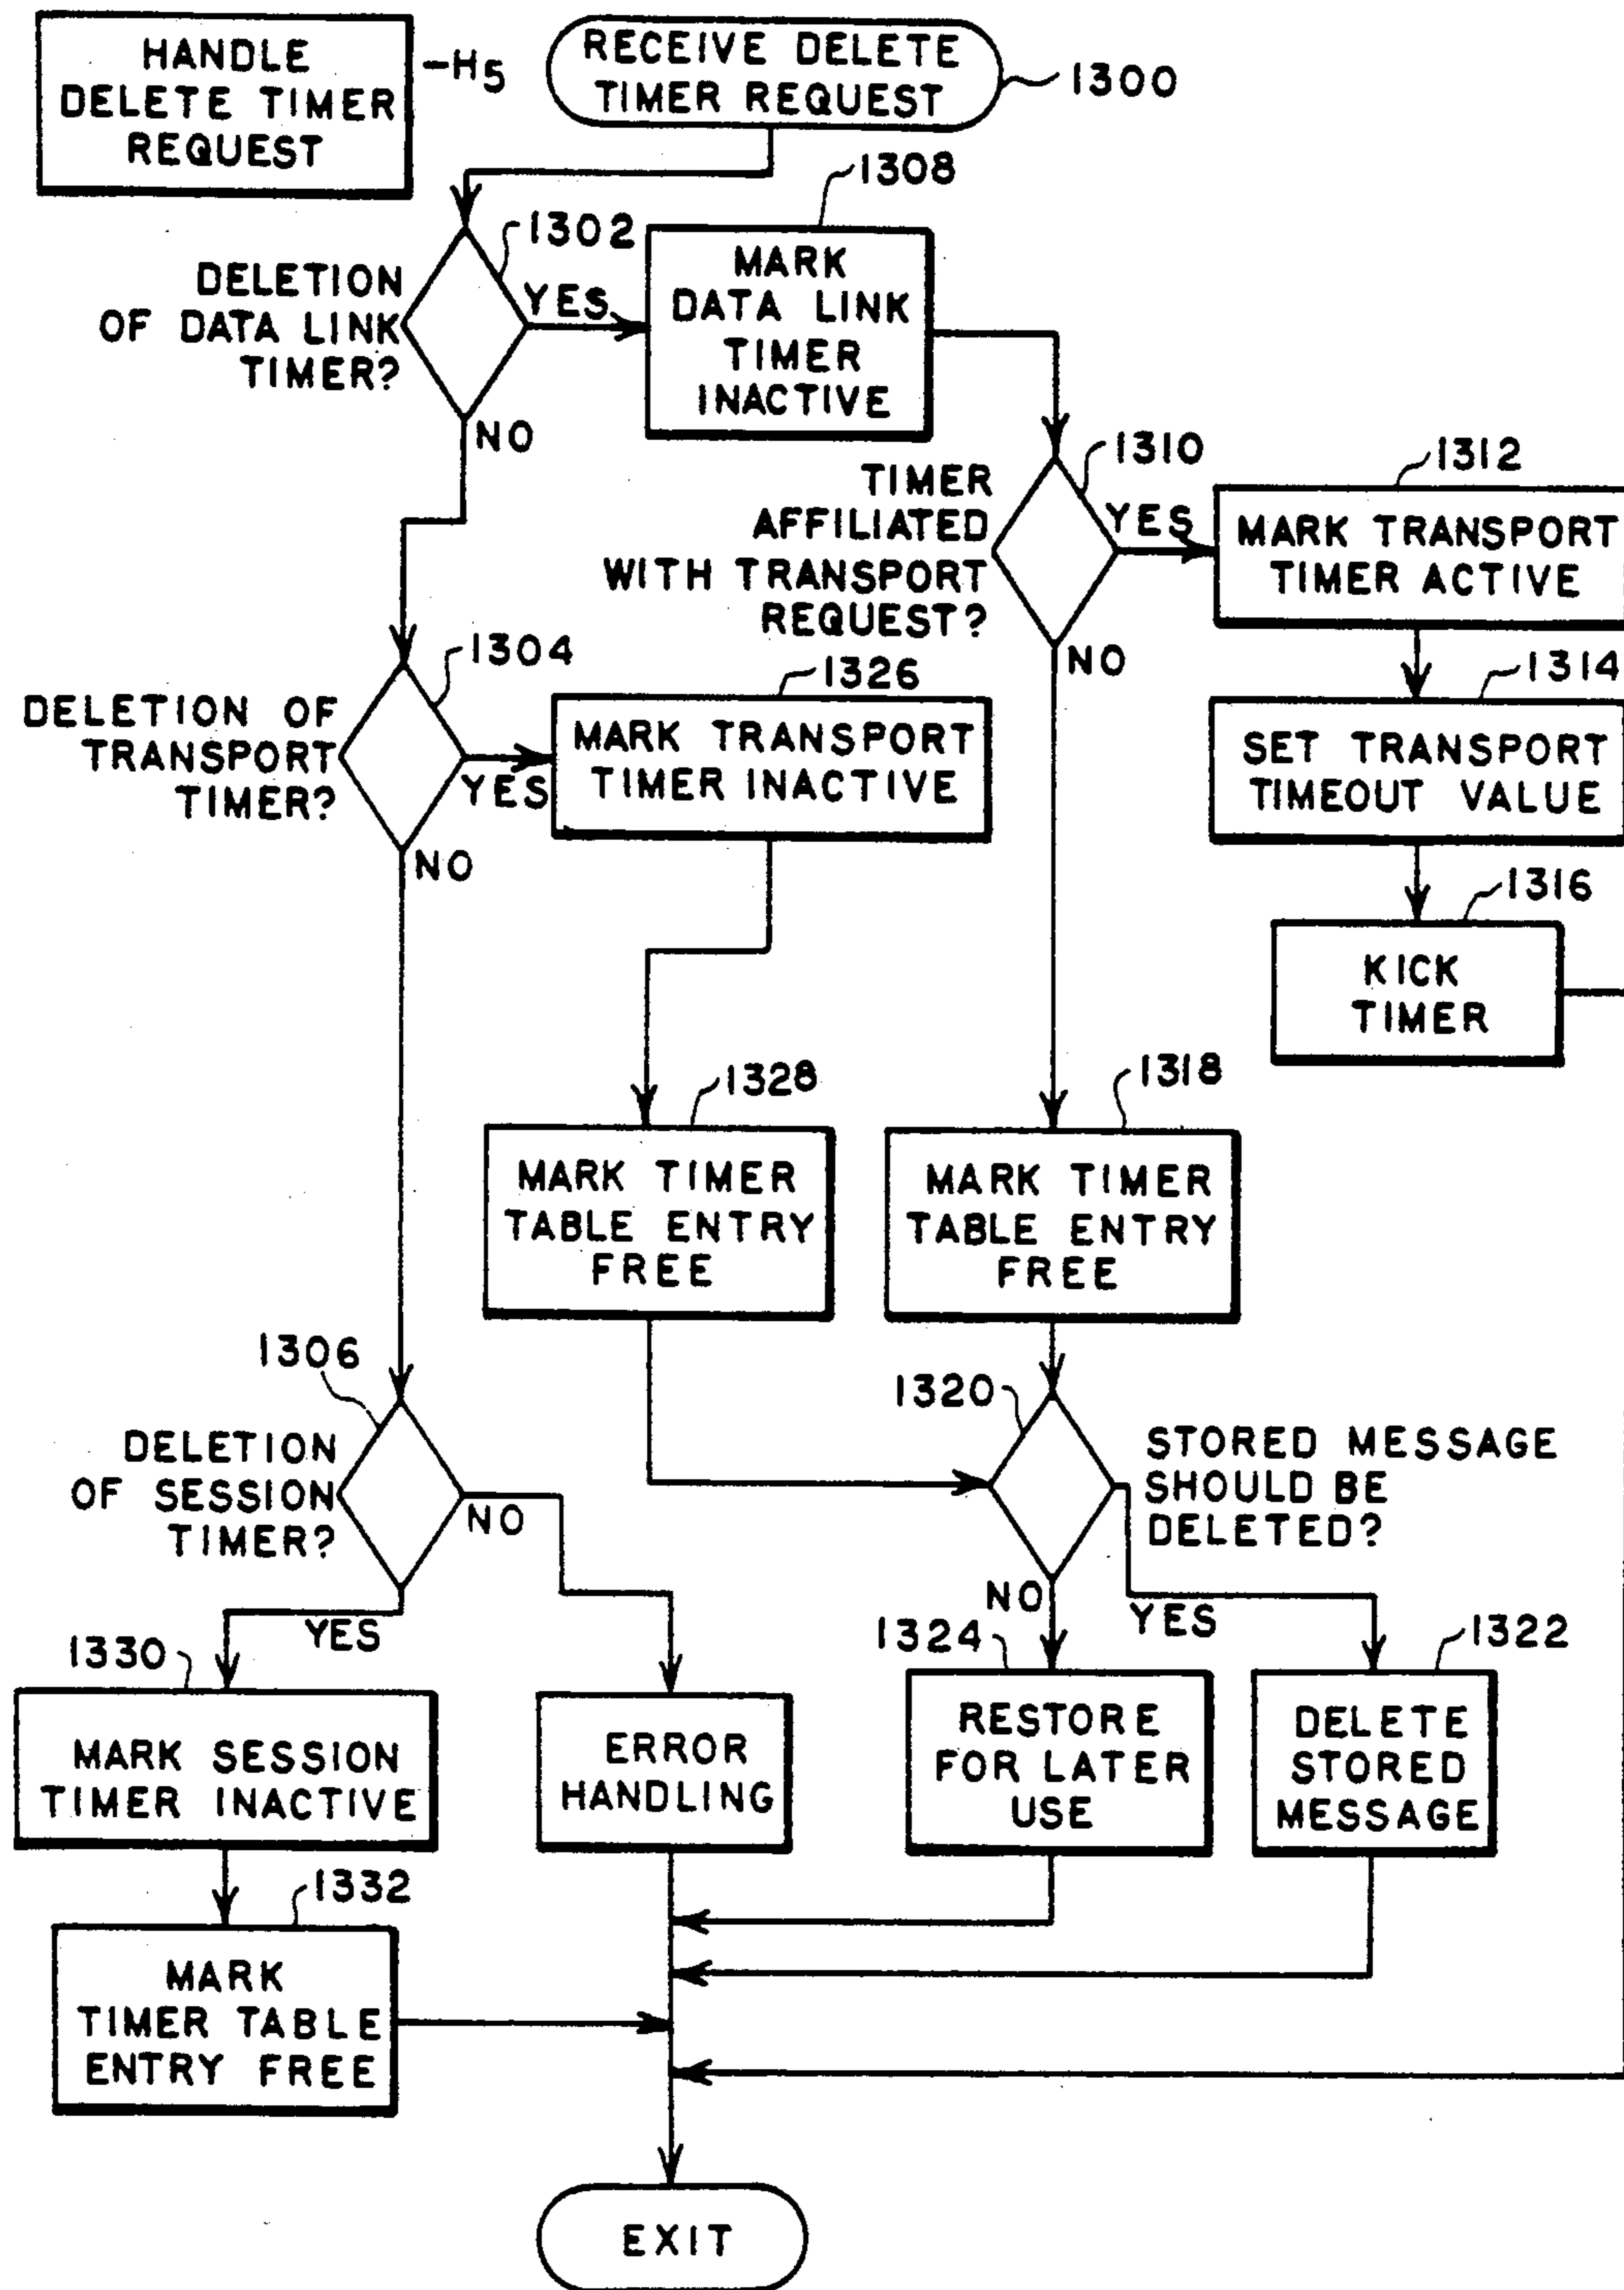 HANDLE
DELETE TIMER
REQUEST
-H5
RECEIVE DELETE
TIMER REQUEST
1300
1308
1302
DELETION
OF DATA LINK
TIMER?
YES
NO
MARK
DATA LINK
TIMER
INACTIVE
1310
TIMER
AFFILIATED
WITH TRANSPORT
REQUEST?
YES
NO
1312
MARK TRANSPORT
TIMER ACTIVE
1314
SET TRANSPORT
TIMEOUT VALUE
1316
KICK
TIMER
1304
DELETION OF
TRANSPORT
TIMER?
YES
NO
1326
MARK TRANSPORT
TIMER INACTIVE
1328
MARK TIMER
TABLE ENTRY
FREE
1318
MARK TIMER
TABLE ENTRY
FREE
1306
DELETION
OF SESSION
TIMER?
NO
YES
1320
STORED MESSAGE
SHOULD BE
DELETED?
NO
YES
1330
MARK SESSION
TIMER INACTIVE
ERROR
HANDLING
1324
RESTORE
FOR LATER
USE
1322
DELETE
STORED
MESSAGE
1332
MARK
TIMER TABLE
ENTRY FREE
EXIT